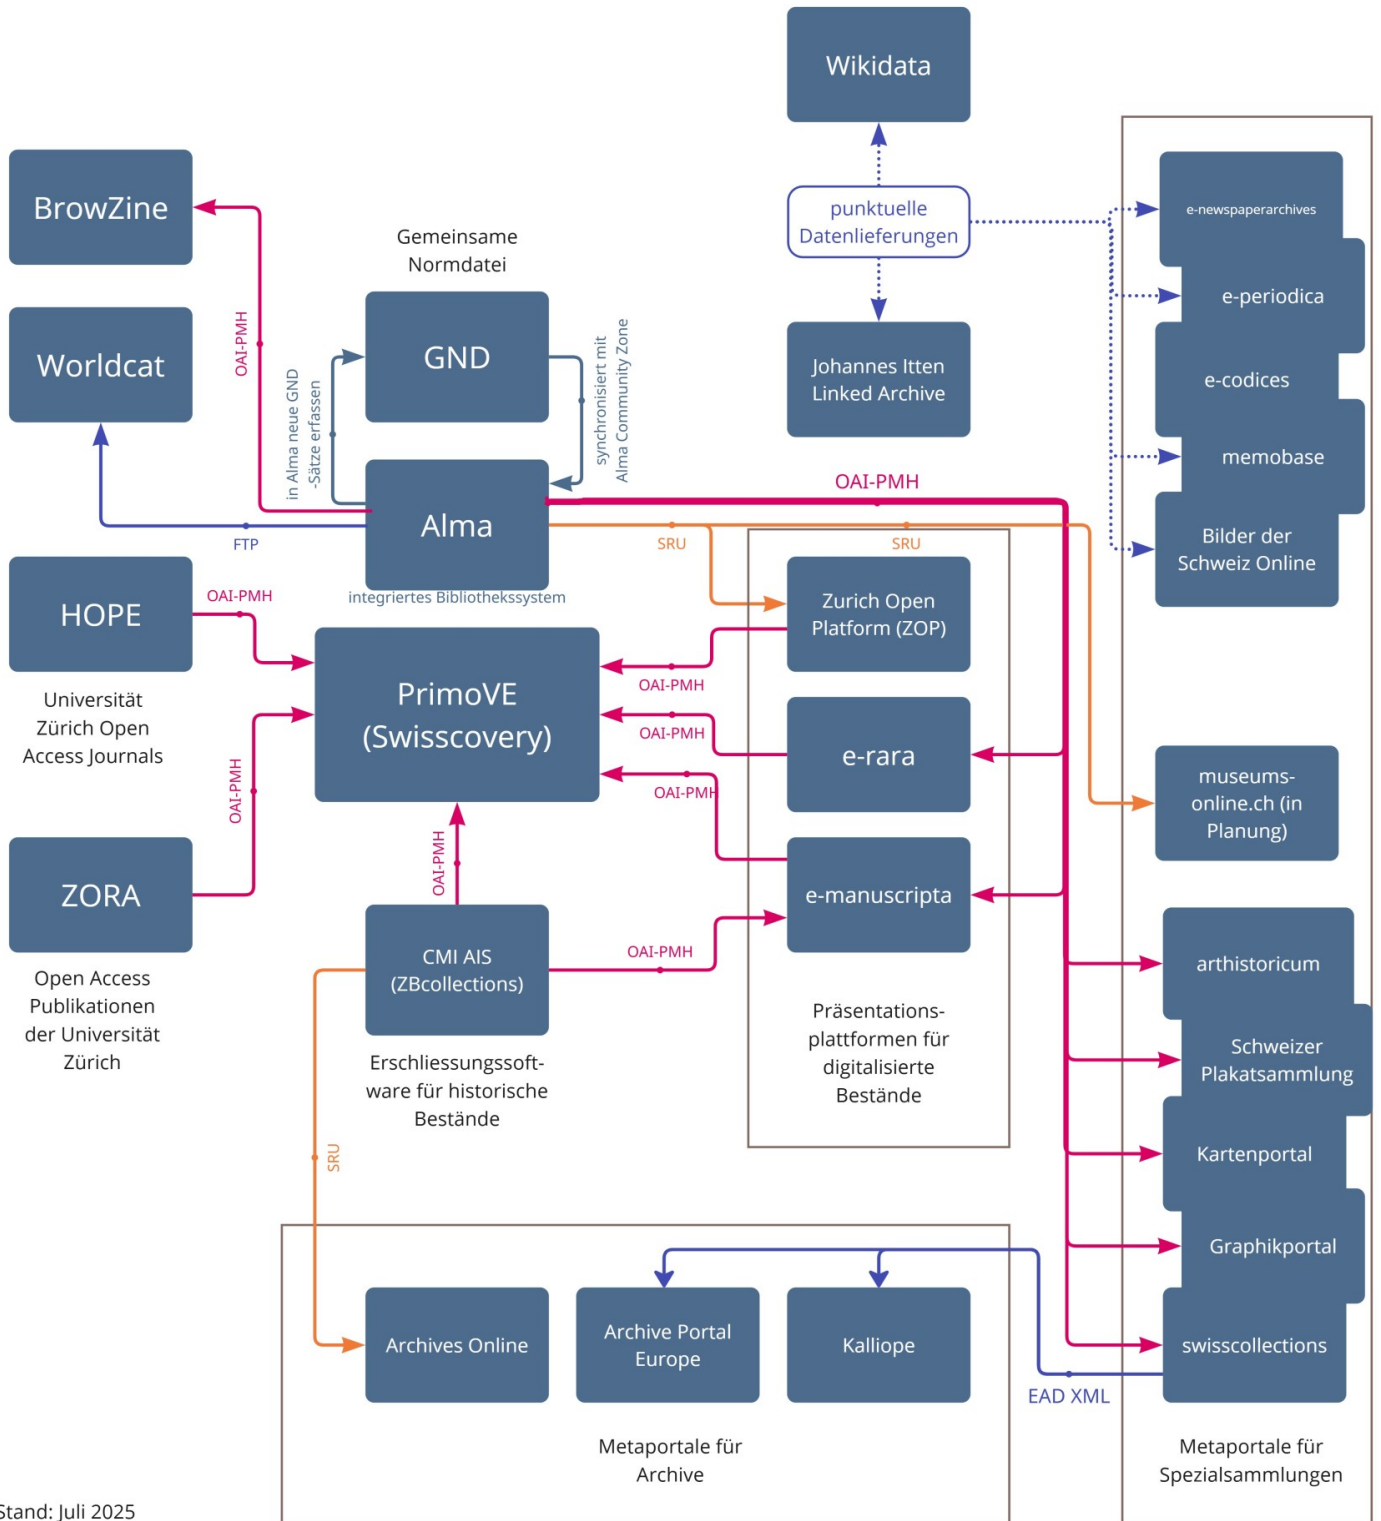 Wikidata
BrowZine
punktuelle
Datenlieferungen
e-newspaperarchives
Gemeinsame
Normdatei
e-periodica
OAI-PMH
Worldcat
GND
in Alma neue GND
-Sätze erfassen
synchronisiert mit
Alma Community Zone
Johannes Itten
Linked Archive
e-codices
memobase
OAI-PMH
Alma
FTP
SRU
SRU
Bilder der
Schweiz Online
integriertes Bibliothekssystem
HOPE
OAI-PMH
Zurich Open
Platform (ZOP)
Universität
Zürich Open
Access Journals
PrimoVE
(Swisscovery)
OAI-PMH
OAI-PMH
e-rara
OAI-PMH
OAI-PMH
museums-
online.ch (in
Planung)
ZORA
OAI-PMH
e-manuscripta
Open Access
Publikationen
der Universität
Zürich
CMI AIS
(ZBcollections)
OAI-PMH
arthistoricum
Erschliessungssoft-
ware für historische
Bestände
Präsentations-
plattformen für
digitalisierte
Bestände
Schweizer
Plakatsammlung
SRU
Kartenportal
Graphikportal
Archives Online
Archive Portal
Europe
Kalliope
swisscollections
EAD XML
Metaportale für
Archive
Metaportale für
Spezialsammlungen
Stand: Juli 2025